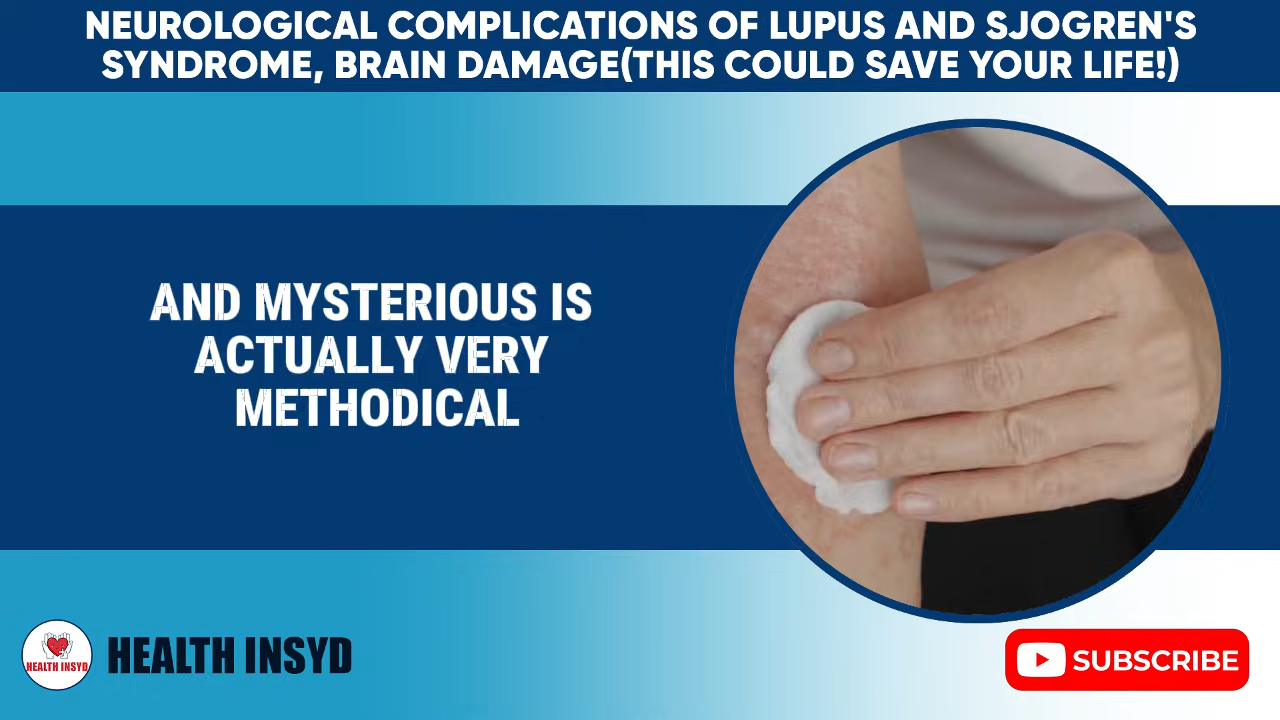 NEUROLOGICAL COMPLICATIONS OF LUPUS AND SJOGREN'S
SYNDROME, BRAIN DAMAGE(THIS COULD SAVE YOUR LIFE!)
AND MYSTERIOUS IS
ACTUALLY VERY
METHODICAL
HEALTH INSYD
HEALTH INSYD
SUBSCRIBE